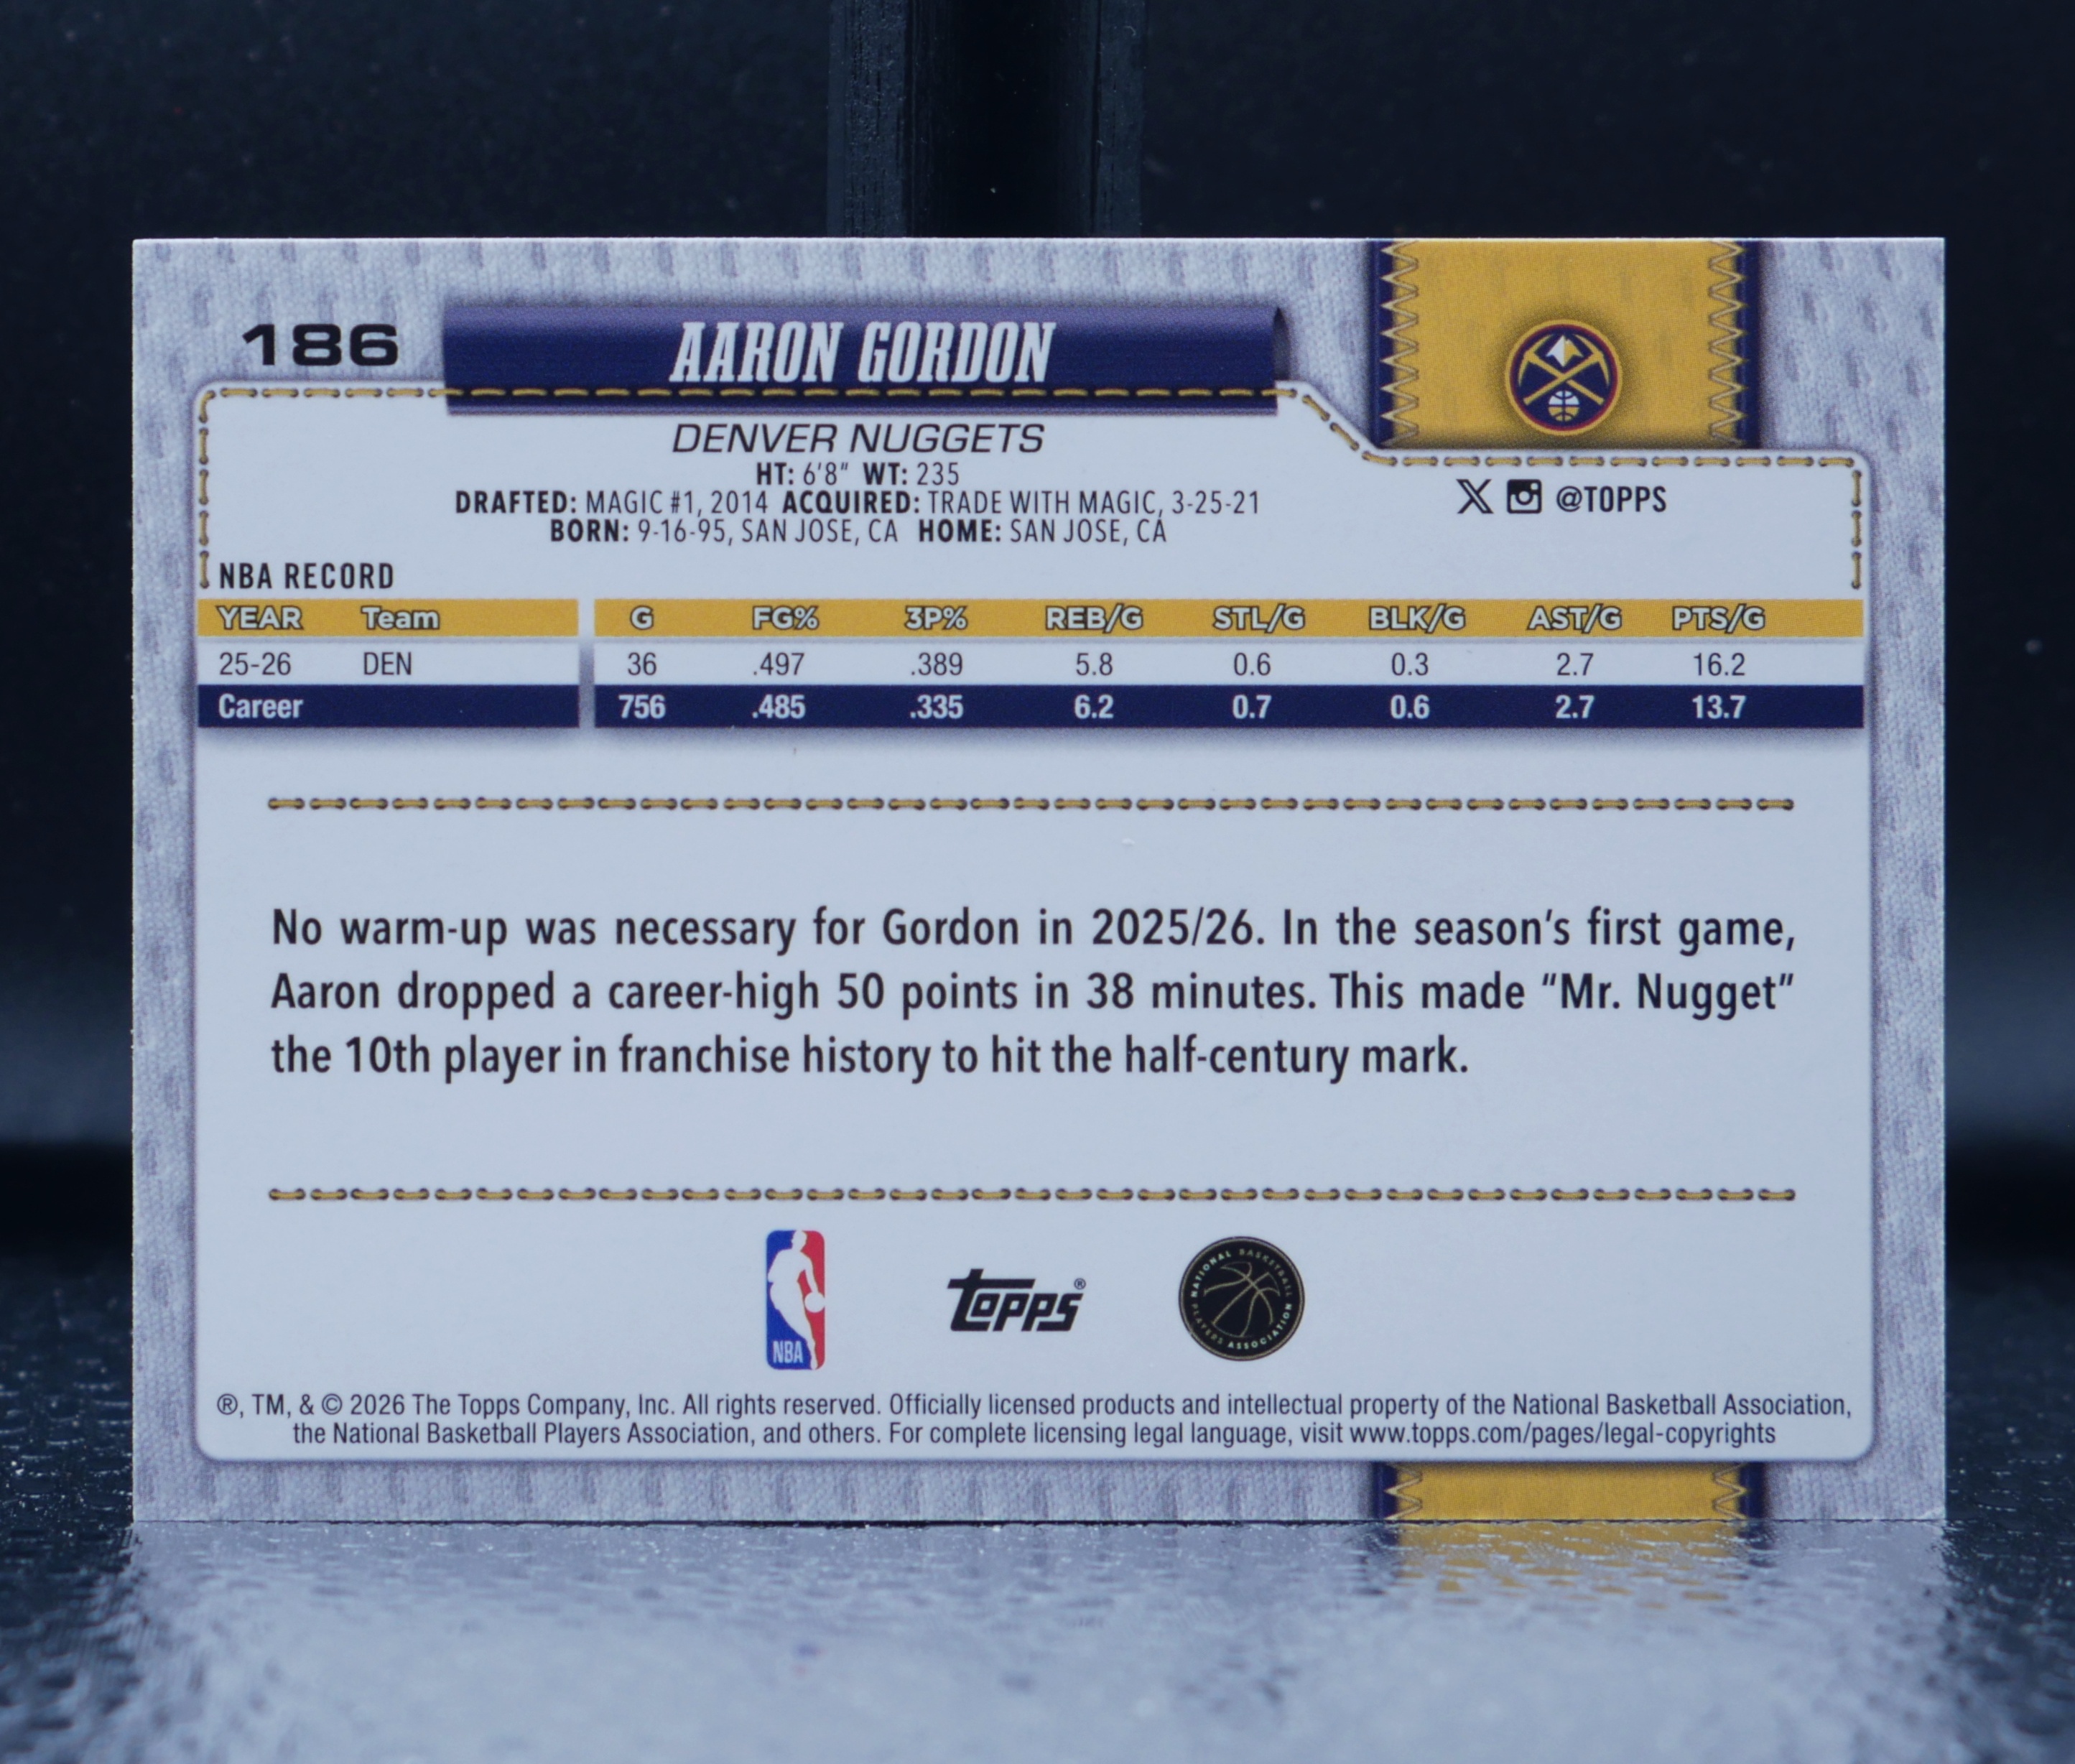 186
AARON GORDON
DENVER NUGGETS
HT: 6'8" WT: 235
DRAFTED: MAGIC #1, 2014 ACQUIRED: TRADE WITH MAGIC, 3-25-21
BORN: 9-16-95, SAN JOSE, CA HOME: SAN JOSE, CA
X @TOPPS
NBA RECORD
YEAR Team G FG% 3P% REB/G STL/G BLK/G AST/G PTS/G
25-26 DEN 36 .497 .389 5.8 0.6 0.3 2.7 16.2
Career 756 .485 .335 6.2 0.7 0.6 2.7 13.7
No warm-up was necessary for Gordon in 2025/26. In the season's first game,
Aaron dropped a career-high 50 points in 38 minutes. This made “Mr. Nugget”
the 10th player in franchise history to hit the half-century mark.
NBA
topps®
NATIONAL BASKETBALL PLAYERS ASSOCIATION
®, TM, & © 2026 The Topps Company, Inc. All rights reserved. Officially licensed products and intellectual property of the National Basketball Association,
the National Basketball Players Association, and others. For complete licensing legal language, visit www.topps.com/pages/legal-copyrights